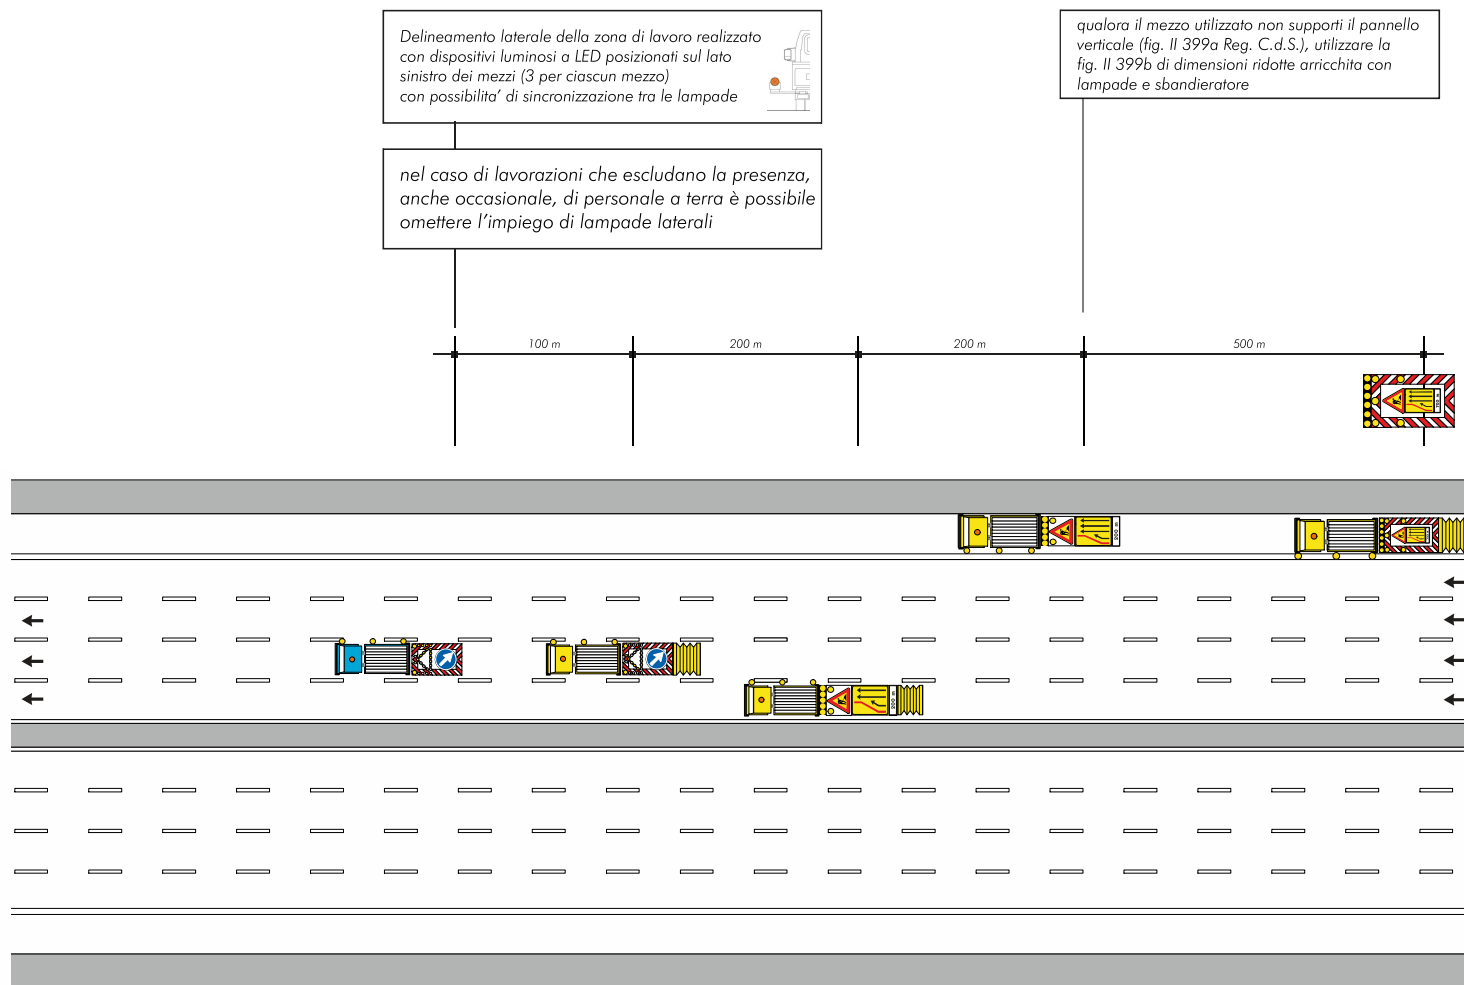 Delineamento laterale della zona di lavoro realizzato
con dispositivi luminosi a LED posizionati sul lato
sinistro dei mezzi (3 per ciascun mezzo)
con possibilita' di sincronizzazione tra le lampade
nel caso di lavorazioni che escludano la presenza,
anche occasionale, di personale a terra è possibile
omettere l'impiego di lampade laterali
qualora il mezzo utilizzato non supporti il pannello
verticale (fig. II 399a Reg. C.d.S.), utilizzare la
fig. II 399b di dimensioni ridotte arricchita con
lampade e sbandieratore
100 m
200 m
200 m
500 m
700 m
200 m
200 m